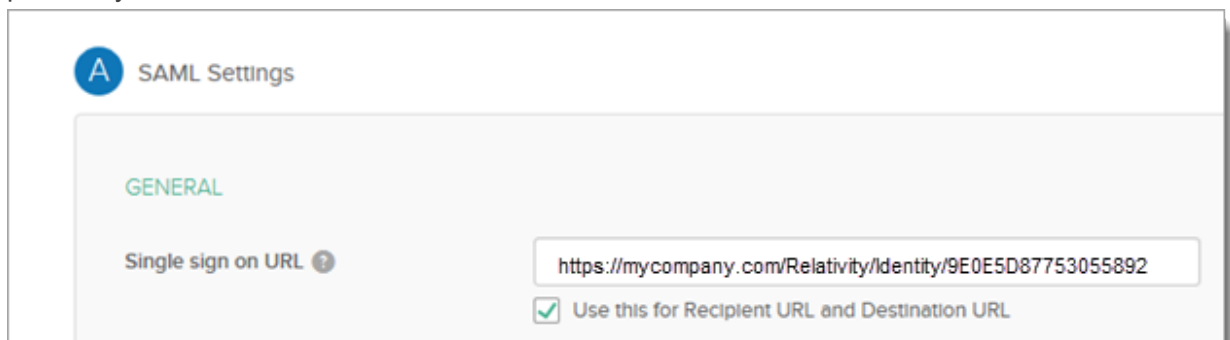 A SAML Settings
GENERAL
Single sign on URL ?
https://mycompany.com/Relativity/Identity/9E0E5D87753055892
Use this for Recipient URL and Destination URL